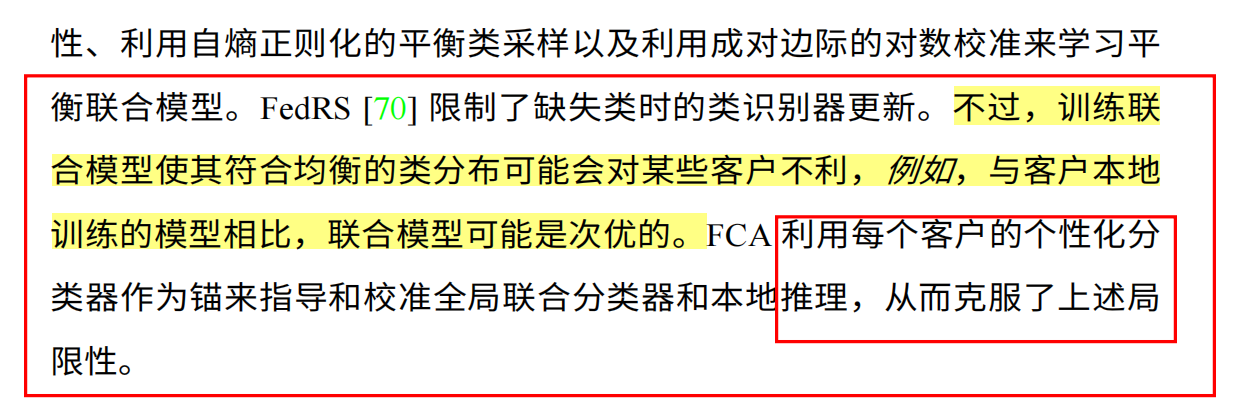 性、利用自熵正则化的平衡类采样以及利用成对边际的对数校准来学习平
衡联合模型。FedRS [70] 限制了缺失类时的类识别器更新。不过，训练联
合模型使其符合均衡的类分布可能会对某些客户不利，例如，与客户本地
训练的模型相比，联合模型可能是次优的。FCA 利用每个客户的个性化分
类器作为锚来指导和校准全局联合分类器和本地推理，从而克服了上述局
限性。